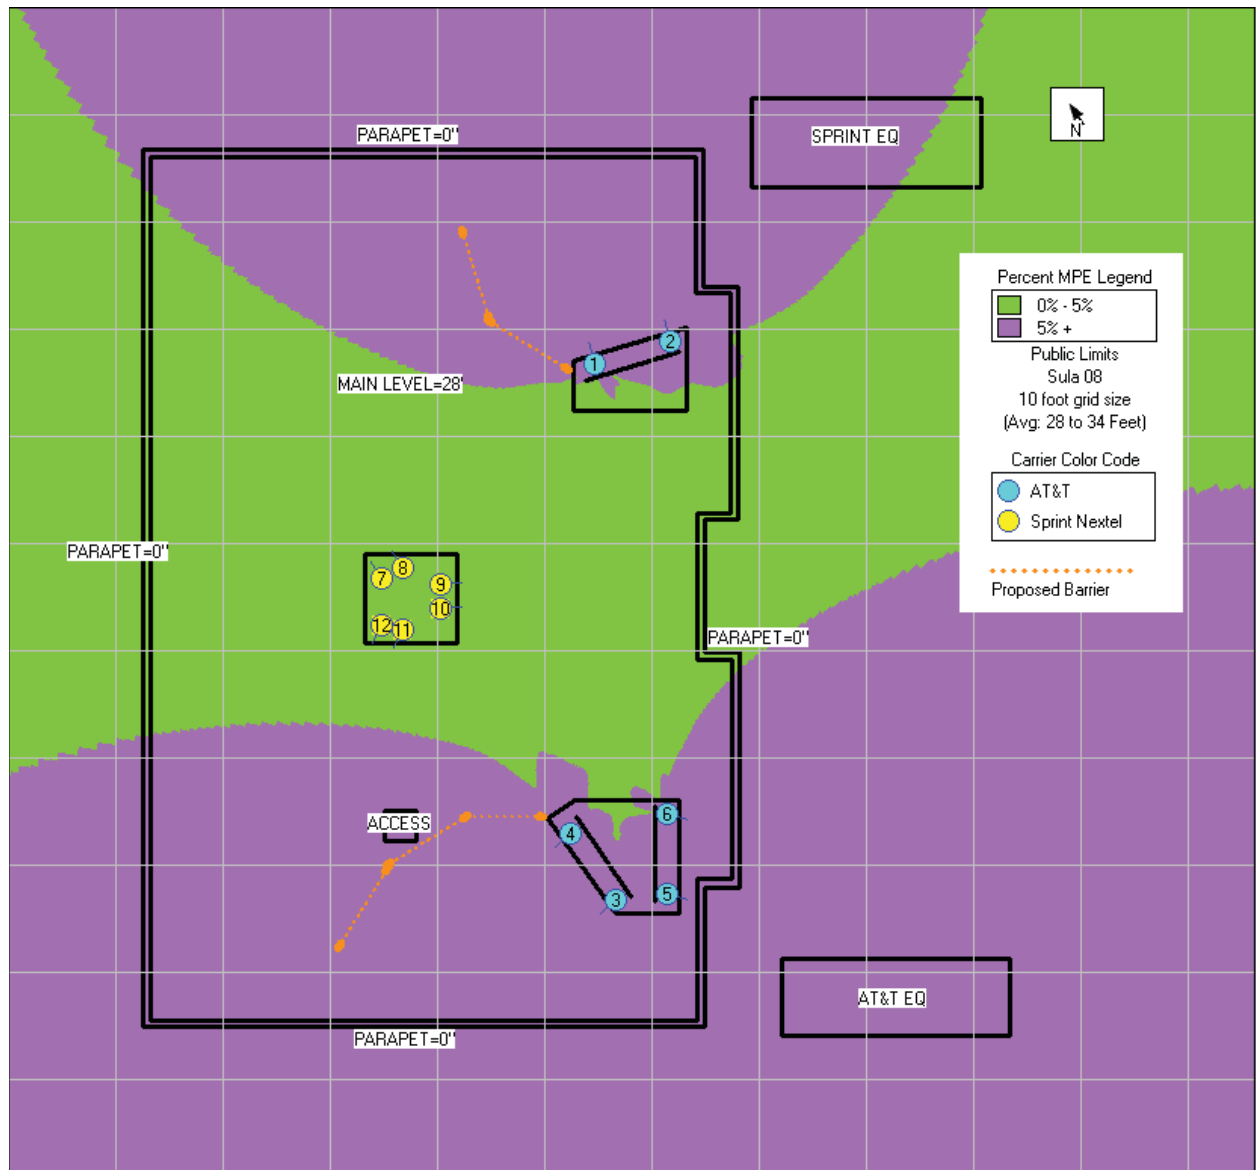 PARAPET=0"
SPRINT EQ
N
Percent MPE Legend
0% - 5%
5% +
Public Limits
Sula 08
10 foot grid size
(Avg: 28 to 34 Feet)
Carrier Color Code
AT&T
Sprint Nextel
Proposed Barrier
1
2
MAIN LEVEL=28'
PARAPET=0"
7
8
9
10
12
11
PARAPET=0"
ACCESS
4
6
3
5
AT&T EQ
PARAPET=0"